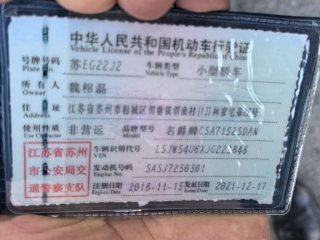 中华人民共和国机动车行驶证
Vehicle License of the People's Republic of China
号牌号码 苏EG22J2 车辆类型 小型轿车
Plate No. Vehicle Type
所有人 魏相磊
Owner
住址 江苏省苏州市相城区
Address
使用性质 非营运 品牌型号 名爵牌CSA7152SDAN
Use Character Model
江苏省苏州市公安局交通警察支队
车辆识别代号
VIN
发动机号码 SASJ7250301
Engine No.
注册日期 2018-11-15 发证日期 2021-12-17
Register Date Issue Date